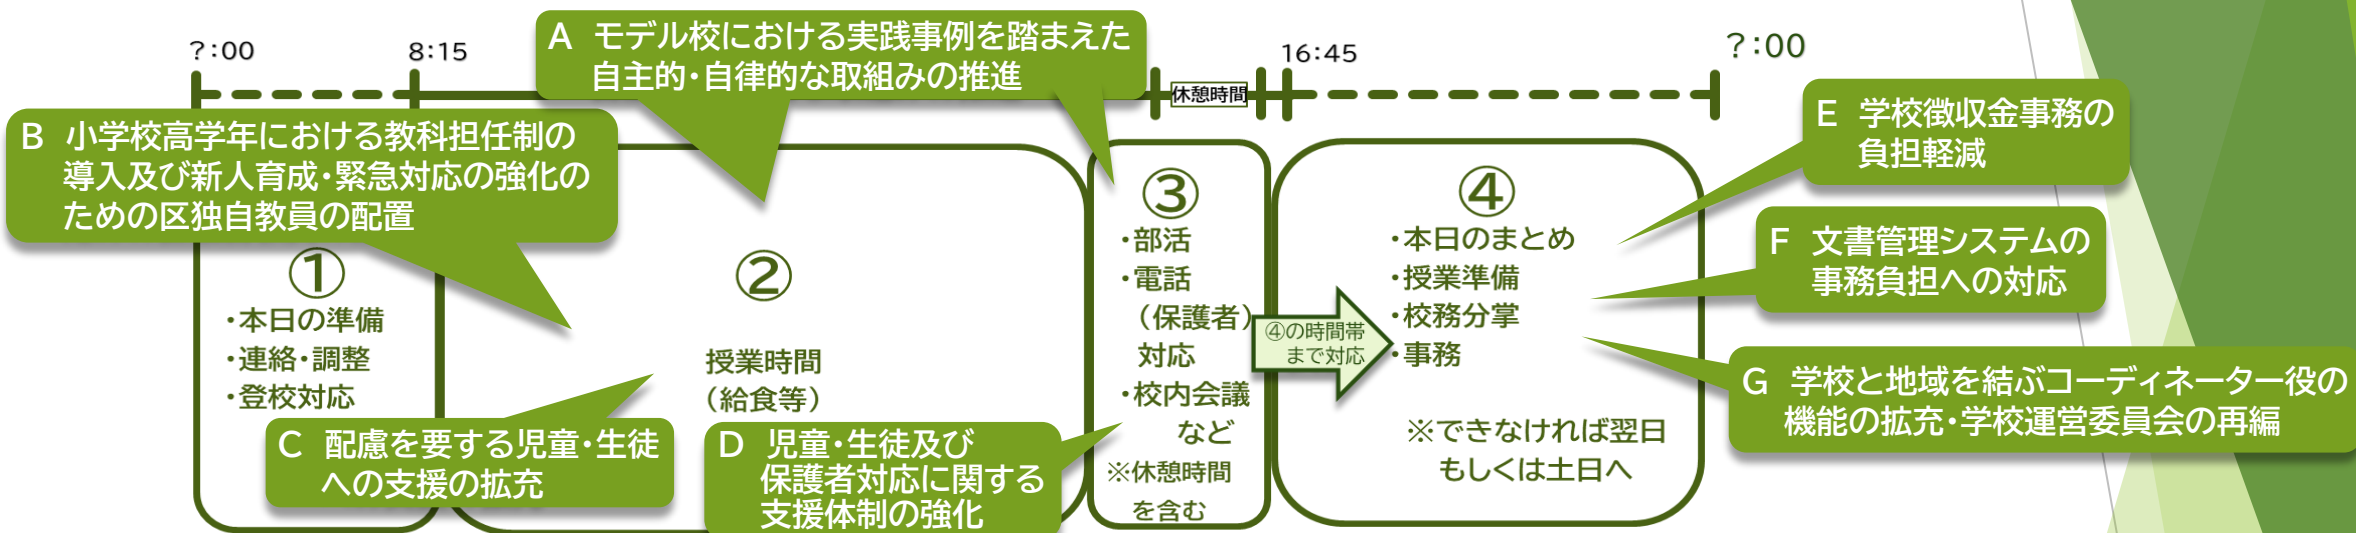 ?:00
8:15
A モデル校における実践事例を踏まえた
自主的・自律的な取組みの推進
休憩時間
16:45
?:00
B 小学校高学年における教科担任制の
導入及び新人育成・緊急対応の強化の
ための区独自教員の配置
①
・本日の準備
・連絡・調整
・登校対応
②
授業時間
(給食等)
C 配慮を要する児童・生徒
への支援の拡充
D 児童・生徒及び
保護者対応に関する
支援体制の強化
③
・部活
・電話
(保護者)
対応
・校内会議
など
※休憩時間
を含む
④の時間帯
まで対応
④
・本日のまとめ
・授業準備
・校務分掌
・事務
※できなければ翌日
もしくは土日へ
E 学校徴収金事務の
負担軽減
F 文書管理システムの
事務負担への対応
G 学校と地域を結ぶコーディネーター役の
機能の拡充・学校運営委員会の再編